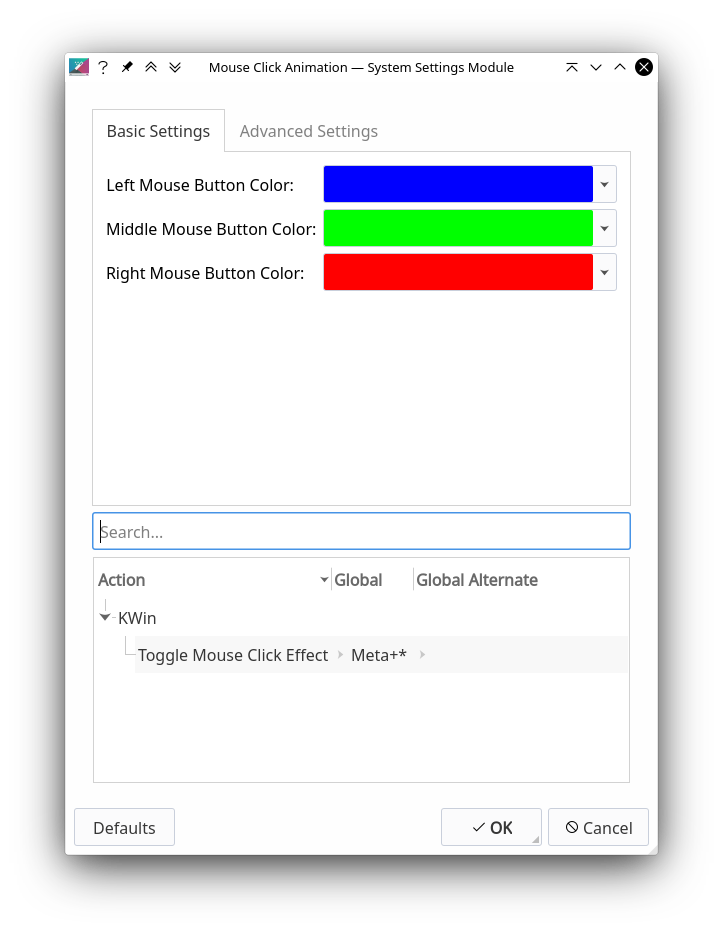 Mouse Click Animation — System Settings Module
Basic Settings Advanced Settings
Left Mouse Button Color:
Middle Mouse Button Color:
Right Mouse Button Color:
Search...
Action Global Global Alternate
KWin
Toggle Mouse Click Effect Meta+*
Defaults OK Cancel